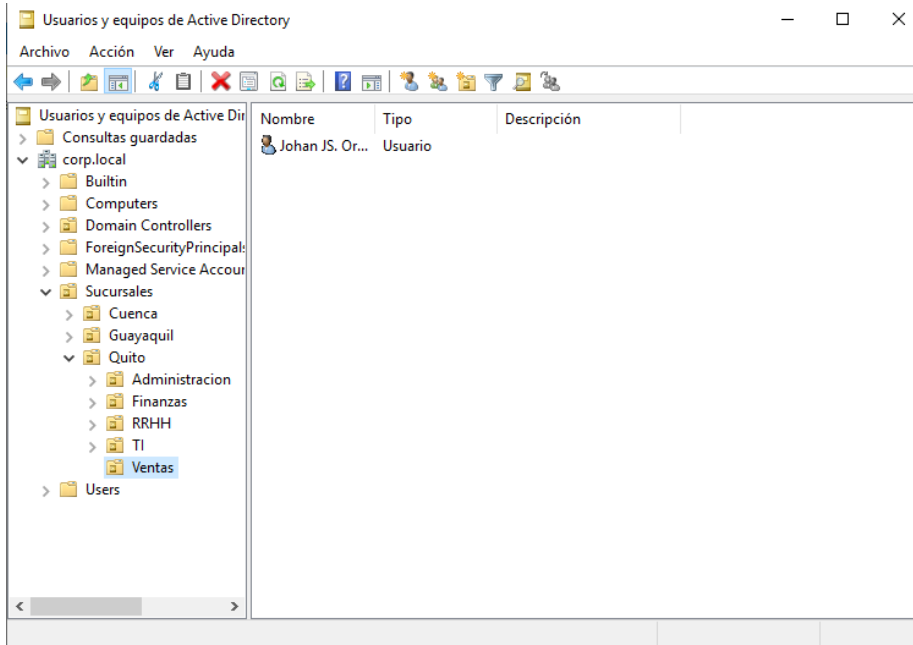 Usuarios y equipos de Active Directory
Archivo Acción Ver Ayuda
Usuarios y equipos de Active Dir
Consultas guardadas
corp.local
Builtin
Computers
Domain Controllers
ForeignSecurityPrincipals
Managed Service Accour
Sucursales
Cuenca
Guayaquil
Quito
Administracion
Finanzas
RRHH
TI
Ventas
Users
Nombre Tipo Descripción
Johan JS. Or... Usuario